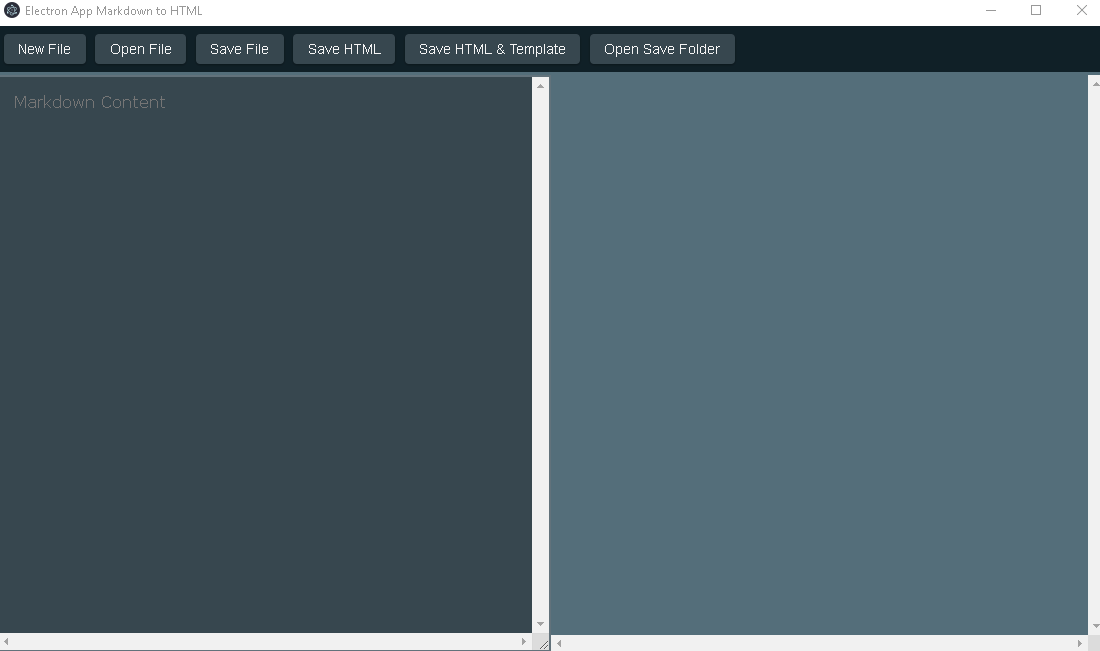 Electron App Markdown to HTML
New File Open File Save File Save HTML Save HTML & Template Open Save Folder
Markdown Content